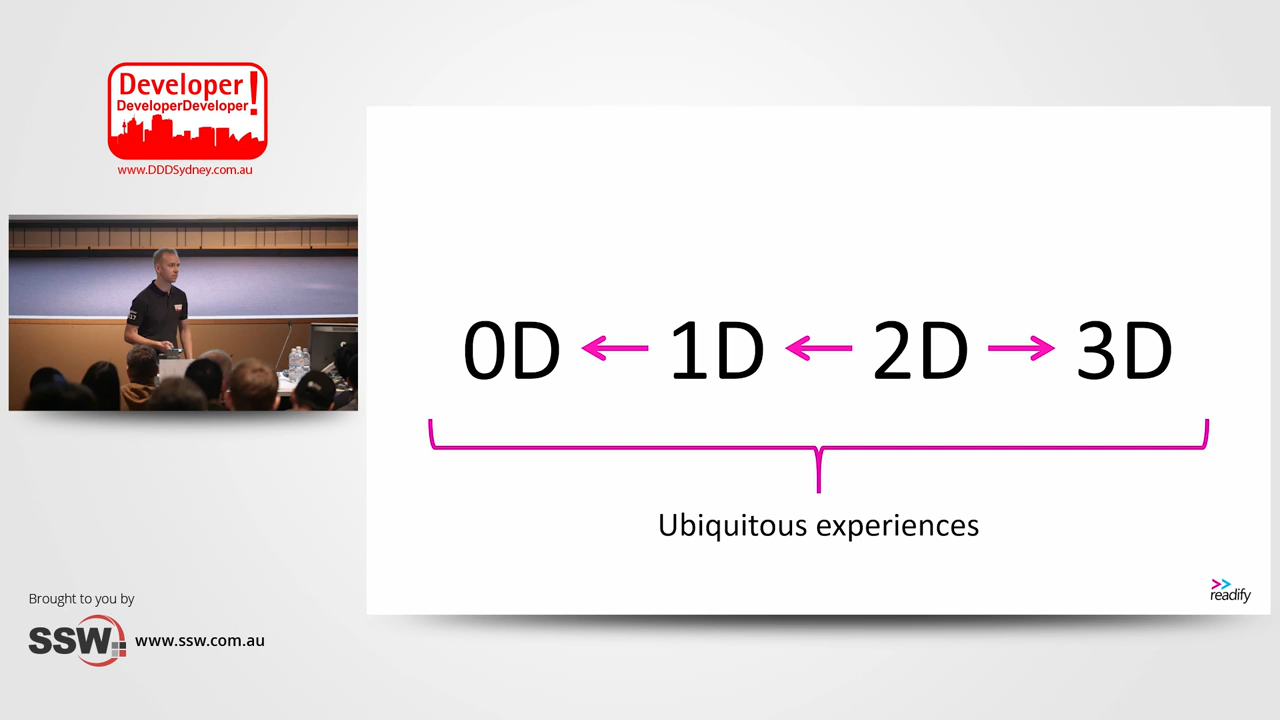 Developer!
DeveloperDeveloper
www.DDDSydney.com.au
0D 1D 2D 3D
Ubiquitous experiences
readify
Brought to you by
SSW www.ssw.com.au